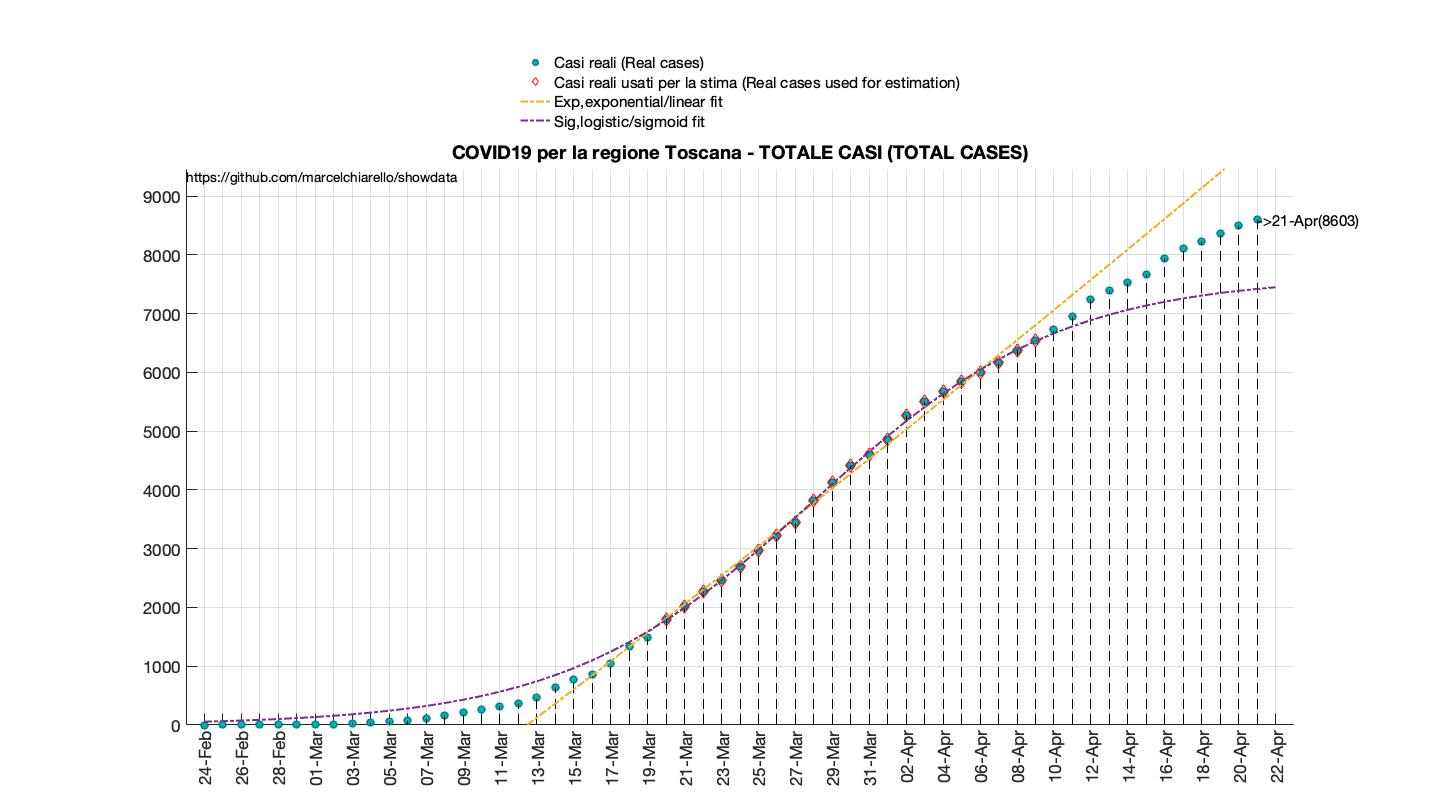 Casi reali (Real cases)
Casi reali usati per la stima (Real cases used for estimation)
Exp,exponential/linear fit
Sig,logistic/sigmoid fit
COVID19 per la regione Toscana - TOTALE CASI (TOTAL CASES)
https://github.com/marcelchiarello/showdata
9000
8000
7000
6000
5000
4000
3000
2000
1000
0
->21-Apr(8603)
24-Feb
26-Feb
28-Feb
01-Mar
03-Mar
05-Mar
07-Mar
09-Mar
11-Mar
13-Mar
15-Mar
17-Mar
19-Mar
21-Mar
23-Mar
25-Mar
27-Mar
29-Mar
31-Mar
02-Apr
04-Apr
06-Apr
08-Apr
10-Apr
12-Apr
14-Apr
16-Apr
18-Apr
20-Apr
22-Apr